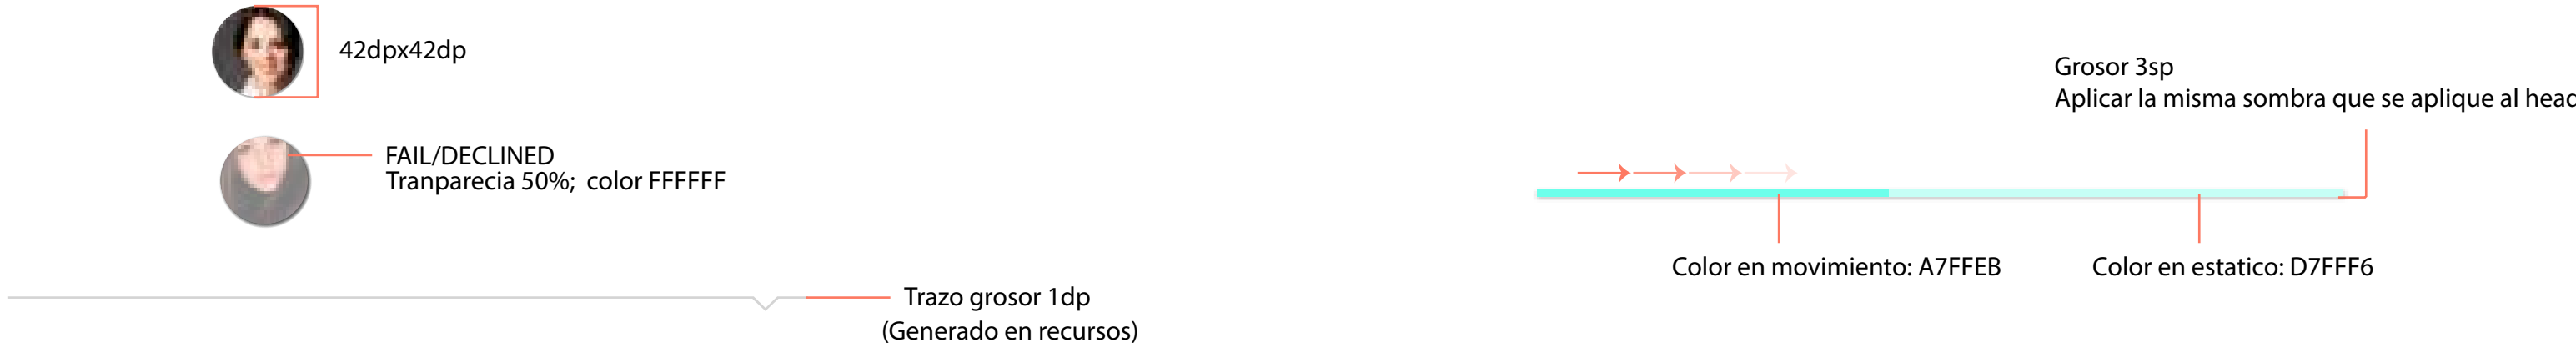 42dpx42dp
FAIL/DECLINED
Tranparecia 50%;  color FFFFFF
Trazo grosor 1dp
(Generado en recursos)
Grosor 3sp
Aplicar la misma sombra que se aplique al head
Color en movimiento: A7FFEB
Color en estatico: D7FFF6